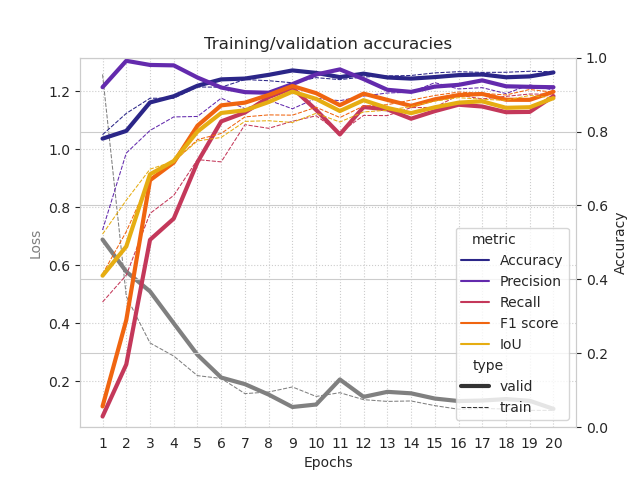 Training/validation accuracies
1.2
1.0
0.8
0.6
0.4
0.2
Loss
1.0
0.8
0.6
0.4
0.2
0.0
Accuracy
metric
Accuracy
Precision
Recall
F1 score
IoU
type
valid
train
1 2 3 4 5 6 7 8 9 10 11 12 13 14 15 16 17 18 19 20
Epochs